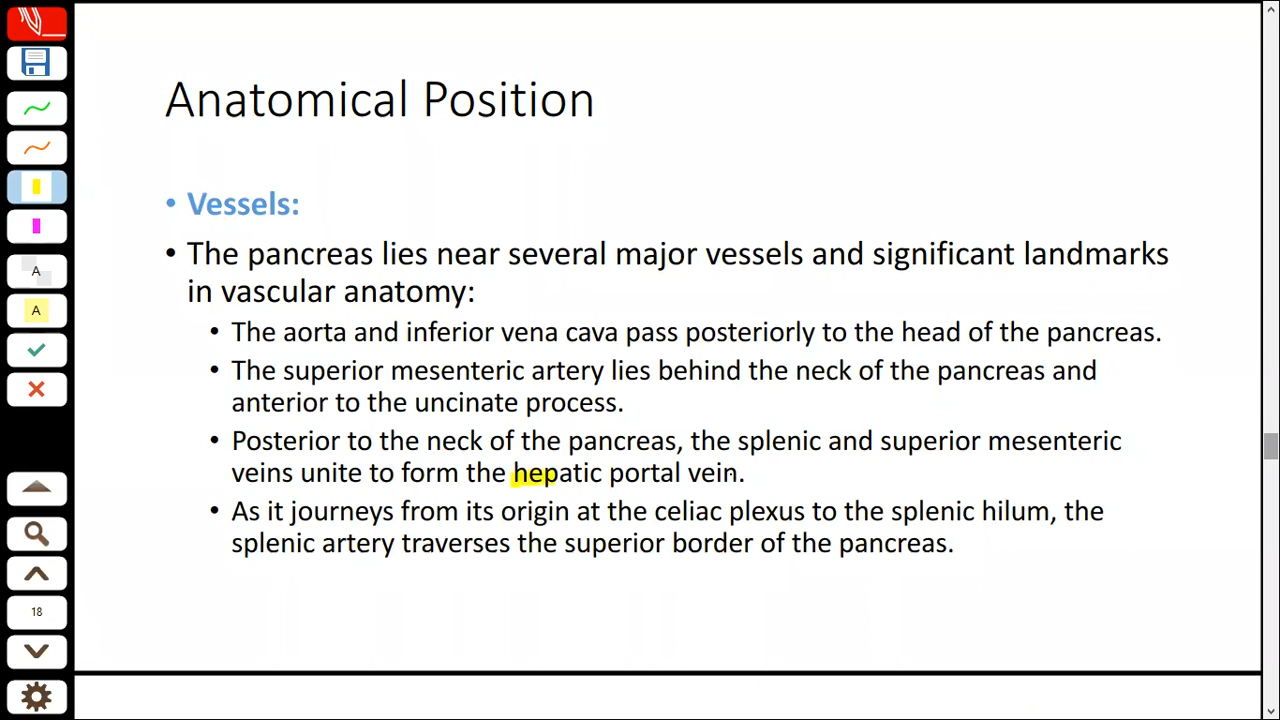 Anatomical Position
• Vessels:
• The pancreas lies near several major vessels and significant landmarks
in vascular anatomy:
• The aorta and inferior vena cava pass posteriorly to the head of the pancreas.
• The superior mesenteric artery lies behind the neck of the pancreas and
anterior to the uncinate process.
• Posterior to the neck of the pancreas, the splenic and superior mesenteric
veins unite to form the hepatic portal vein.
• As it journeys from its origin at the celiac plexus to the splenic hilum, the
splenic artery traverses the superior border of the pancreas.
A
A
18